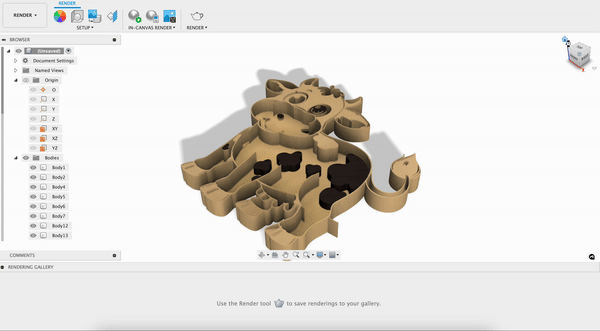 RENDER
RENDER ▾
SETUP ▾
IN-CANVAS RENDER ▾
RENDER ▾
BROWSER
(Unsaved)
Document Settings
Named Views
Origin
O
X
Y
Z
XY
XZ
YZ
Bodies
Body1
Body2
Body4
Body5
Body6
Body7
Body12
Body13
COMMENTS
RENDERING GALLERY
Use the Render tool to save renderings to your gallery.